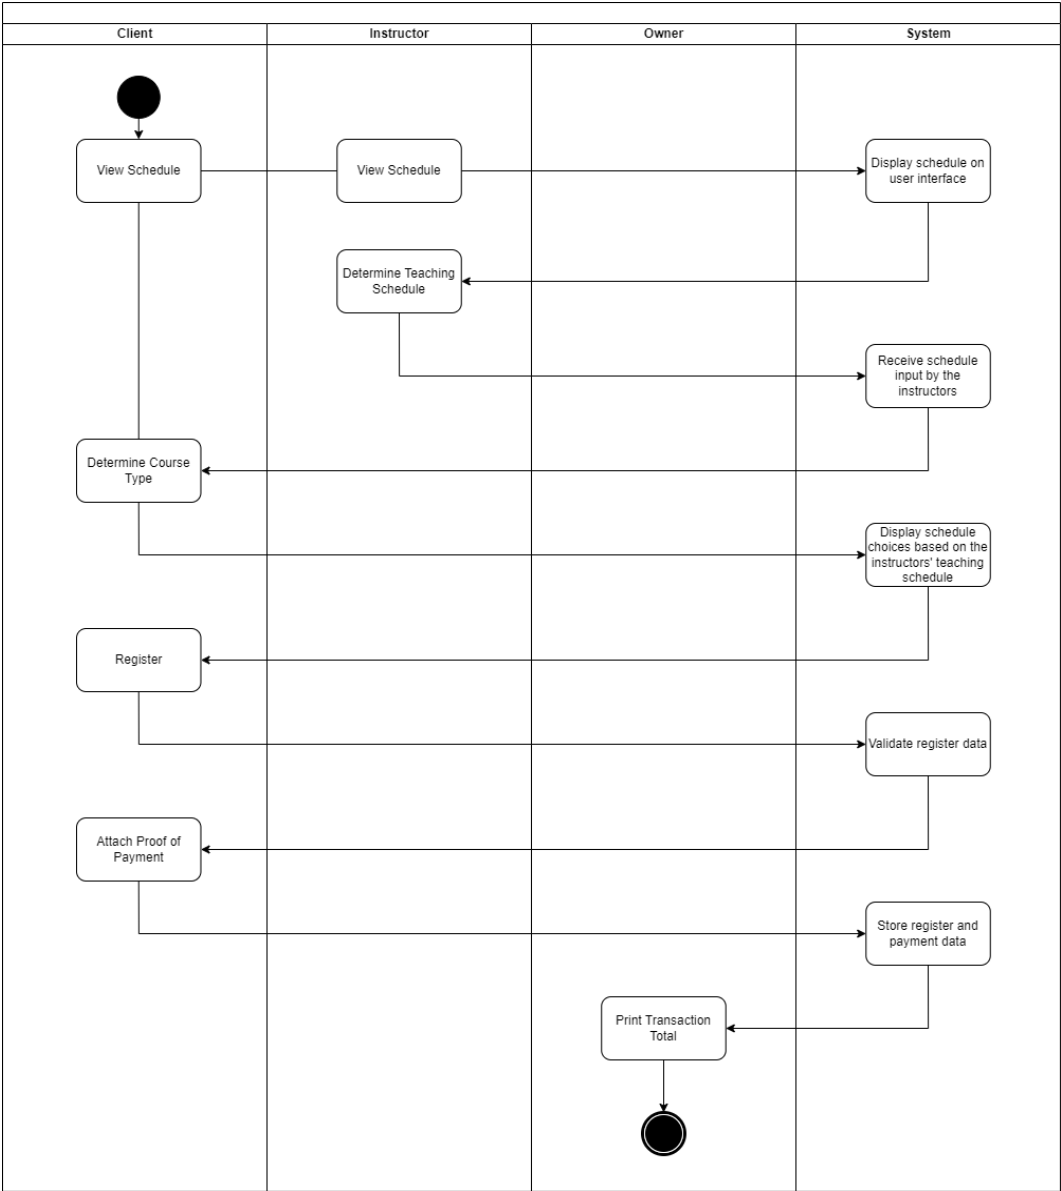 Client
Instructor
Owner
System
View Schedule
View Schedule
Display schedule on
user interface
Determine Teaching
Schedule
Receive schedule
input by the
instructors
Determine Course
Type
Display schedule
choices based on the
instructors' teaching
schedule
Register
Validate register data
Attach Proof of
Payment
Store register and
payment data
Print Transaction
Total